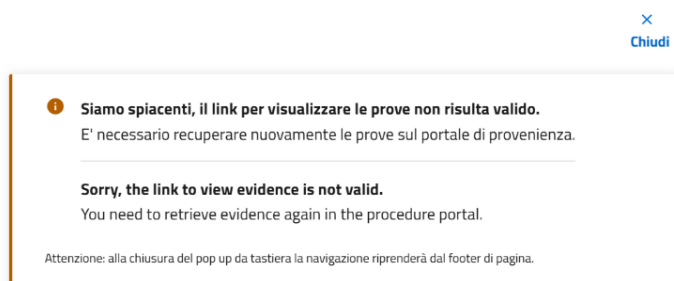 Chiudi
Siamo spiacenti, il link per visualizzare le prove non risulta valido.
E' necessario recuperare nuovamente le prove sul portale di provenienza.
Sorry, the link to view evidence is not valid.
You need to retrieve evidence again in the procedure portal.
Attenzione: alla chiusura del pop up da tastiera la navigazione riprenderà dal footer di pagina.